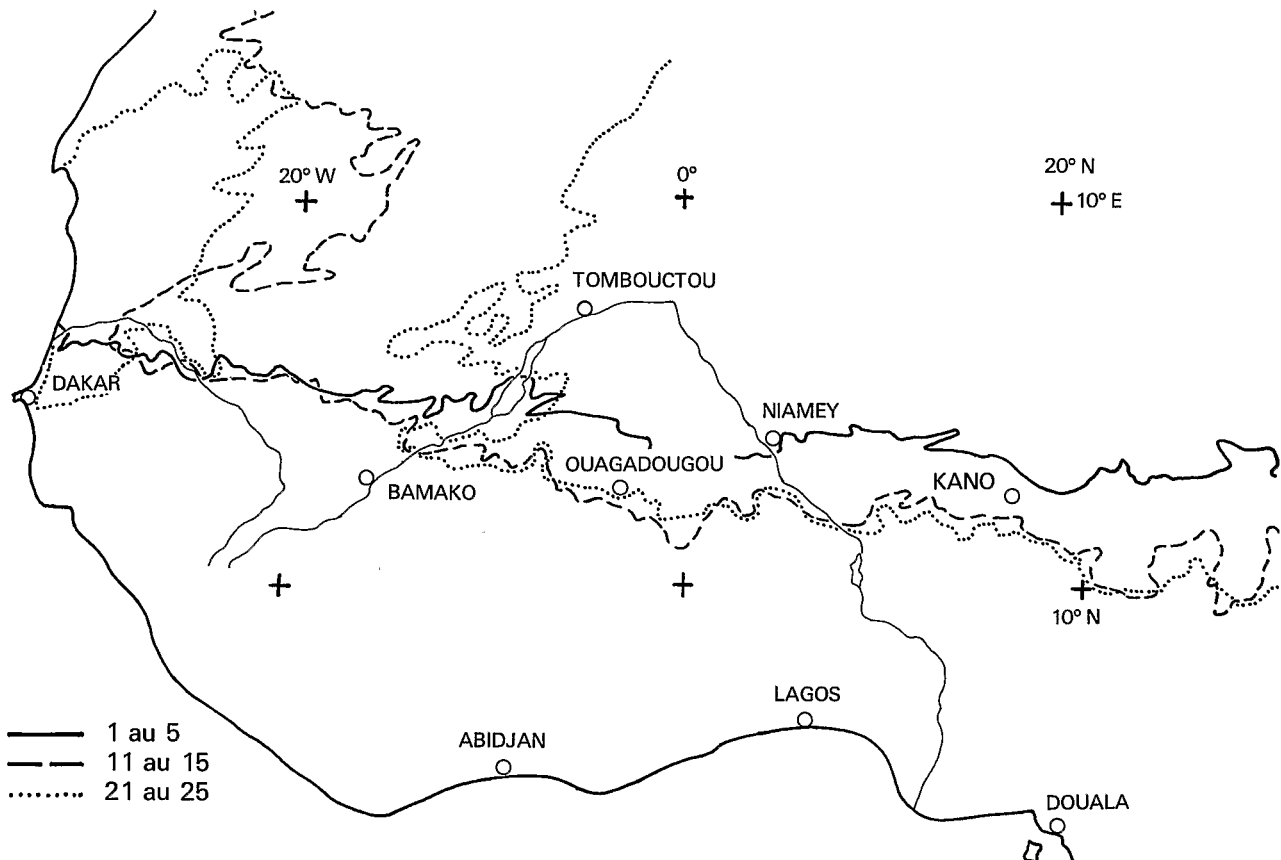 20° W
0°
20° N
10° E
TOMBOUCTOU
DAKAR
NIAMEY
OUAGADOUGOU
BAMAKO
KANO
10° N
LAGOS
ABIDJAN
DOUALA
1 au 5
11 au 15
21 au 25